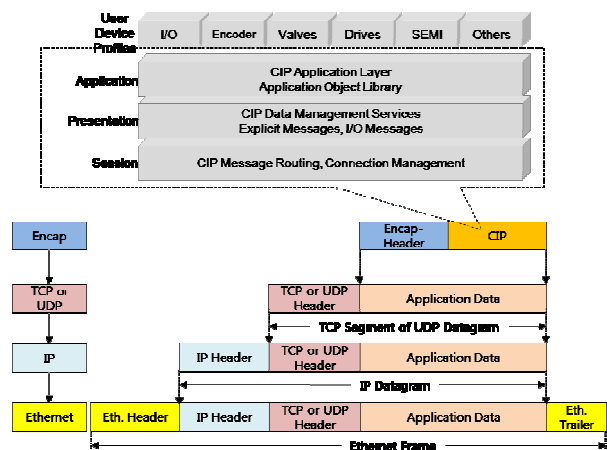 User
Device
Profiles
I/O
Encoder
Valves
Drives
SEMI
Others
Application
CIP Application Layer
Application Object Library
Presentation
CIP Data Management Services
Explicit Messages, I/O Messages
Session
CIP Message Routing, Connection Management
Encap
Encap-
Header
CIP
TCP or
UDP
TCP or UDP
Header
Application Data
TCP Segment of UDP Datagram
IP
IP Header
TCP or UDP
Header
Application Data
IP Datagram
Ethernet
Eth. Header
IP Header
TCP or UDP
Header
Application Data
Eth.
Trailer
Ethernet Frame